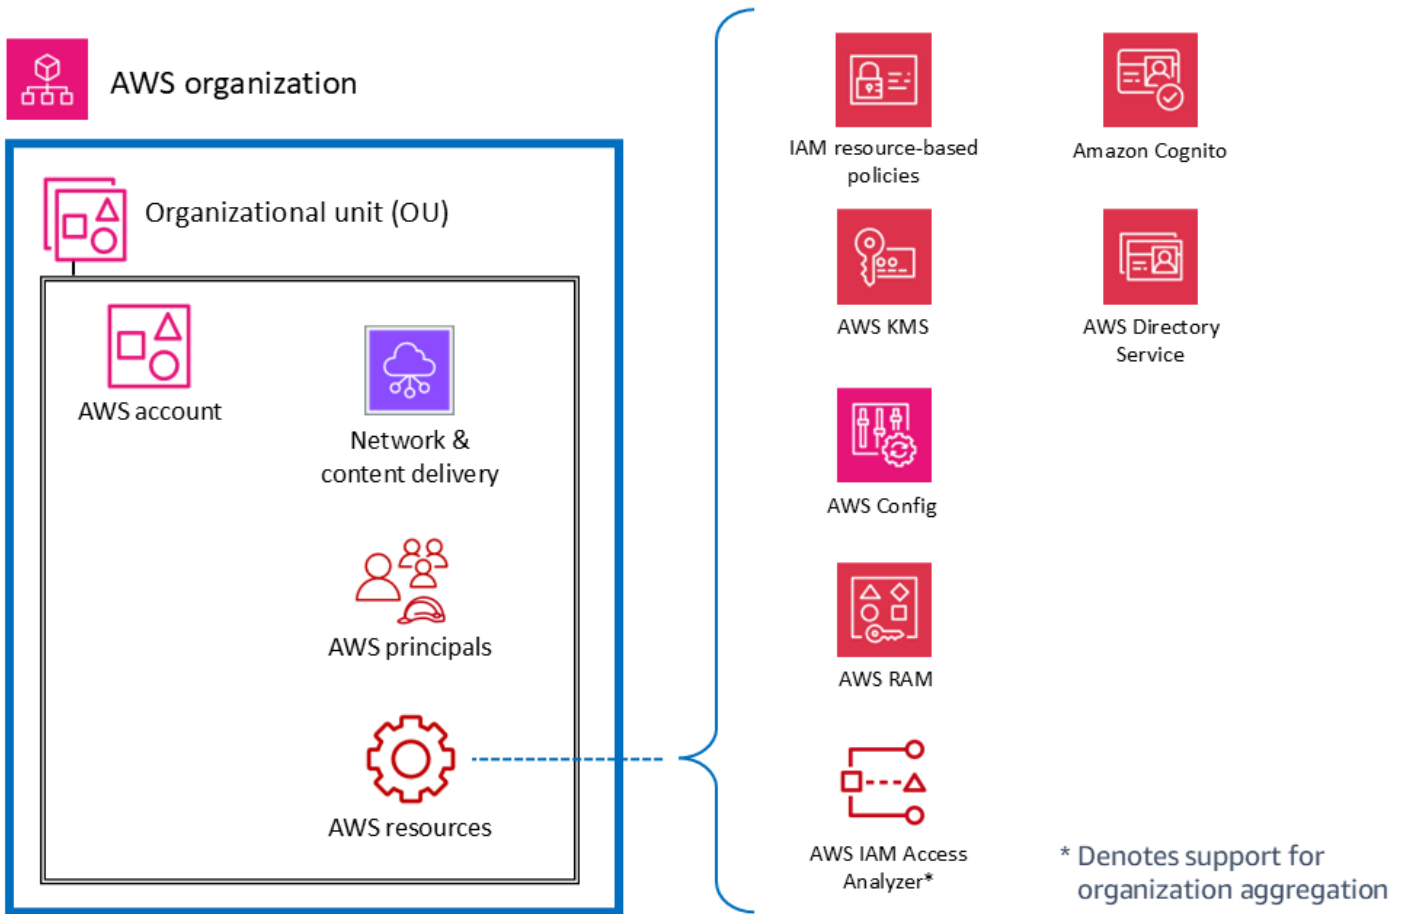 AWS organization
Organizational unit (OU)
AWS account
Network &
content delivery
AWS principals
AWS resources
IAM resource-based
policies
Amazon Cognito
AWS KMS
AWS Directory
Service
AWS Config
AWS RAM
AWS IAM Access
Analyzer*
* Denotes support for
organization aggregation